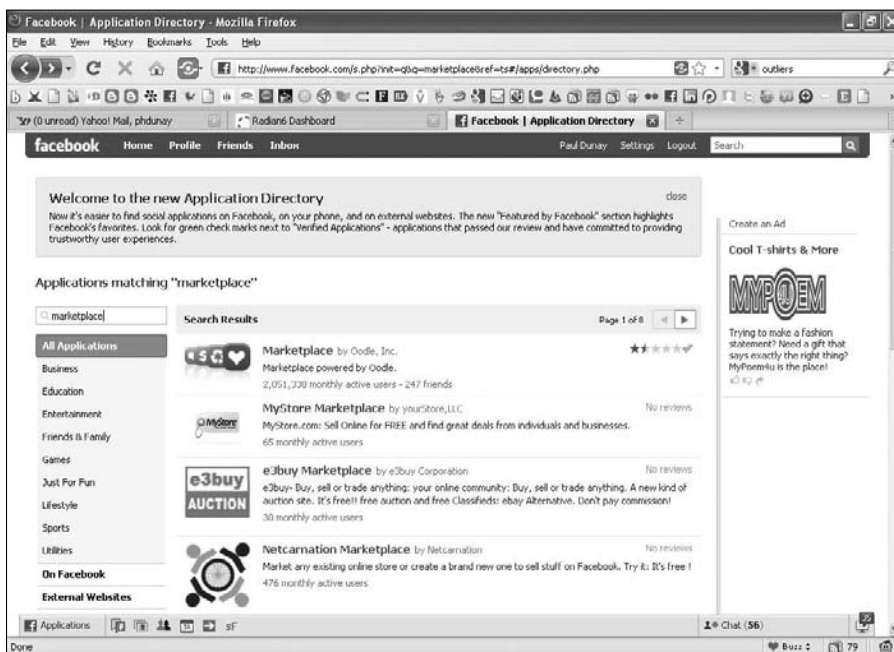 Facebook | Application Directory - Mozilla Firefox
File Edit View History Bookmarks Tools Help
http://www.facebook.com/s.php?init=q&q=marketplace&ref=ts#/apps/directory.php
outliers
(0 unread) Yahoo! Mail, phdunay
Radian6 Dashboard
Facebook | Application Directory
facebook Home Profile Friends Inbox Paul Dunay Settings Logout Search
Welcome to the new Application Directory
close
Now it's easier to find social applications on Facebook, on your phone, and on external websites. The new "Featured by Facebook" section highlights
Facebook's favorites. Look for green check marks next to "Verified Applications" - applications that passed our review and have committed to providing
trustworthy user experiences.
Applications matching "marketplace"
marketplace
All Applications
Business
Education
Entertainment
Friends & Family
Games
Just For Fun
Lifestyle
Sports
Utilities
On Facebook
External Websites
Search Results
Page 1 of 8
Marketplace by Oodle, Inc.
Marketplace powered by Oodle.
2,051,338 monthly active users - 247 friends
MyStore
MyStore Marketplace by yourStore,LLC
No reviews
MyStore.com: Sell Online for FREE and find great deals from individuals and businesses.
65 monthly active users
e3buy
AUCTION
e3buy Marketplace by e3buy Corporation
No reviews
e3buy- Buy, sell or trade anything: your online community: Buy, sell or trade anything. A new kind of
auction site. It's free!! free auction and free Classifieds: ebay Alternative. Don't pay commission!
30 monthly active users
Netcarnation Marketplace by Netcarnation
No reviews
Market any existing online store or create a brand new one to sell stuff on Facebook. Try it: It's free !
476 monthly active users
Create an Ad
Cool T-shirts & More
MYPOEM
Trying to make a fashion
statement? Need a gift that
says exactly the right thing?
MyPoem4u is the place!
Applications
sF
Chat (56)
Done
Buzz
79